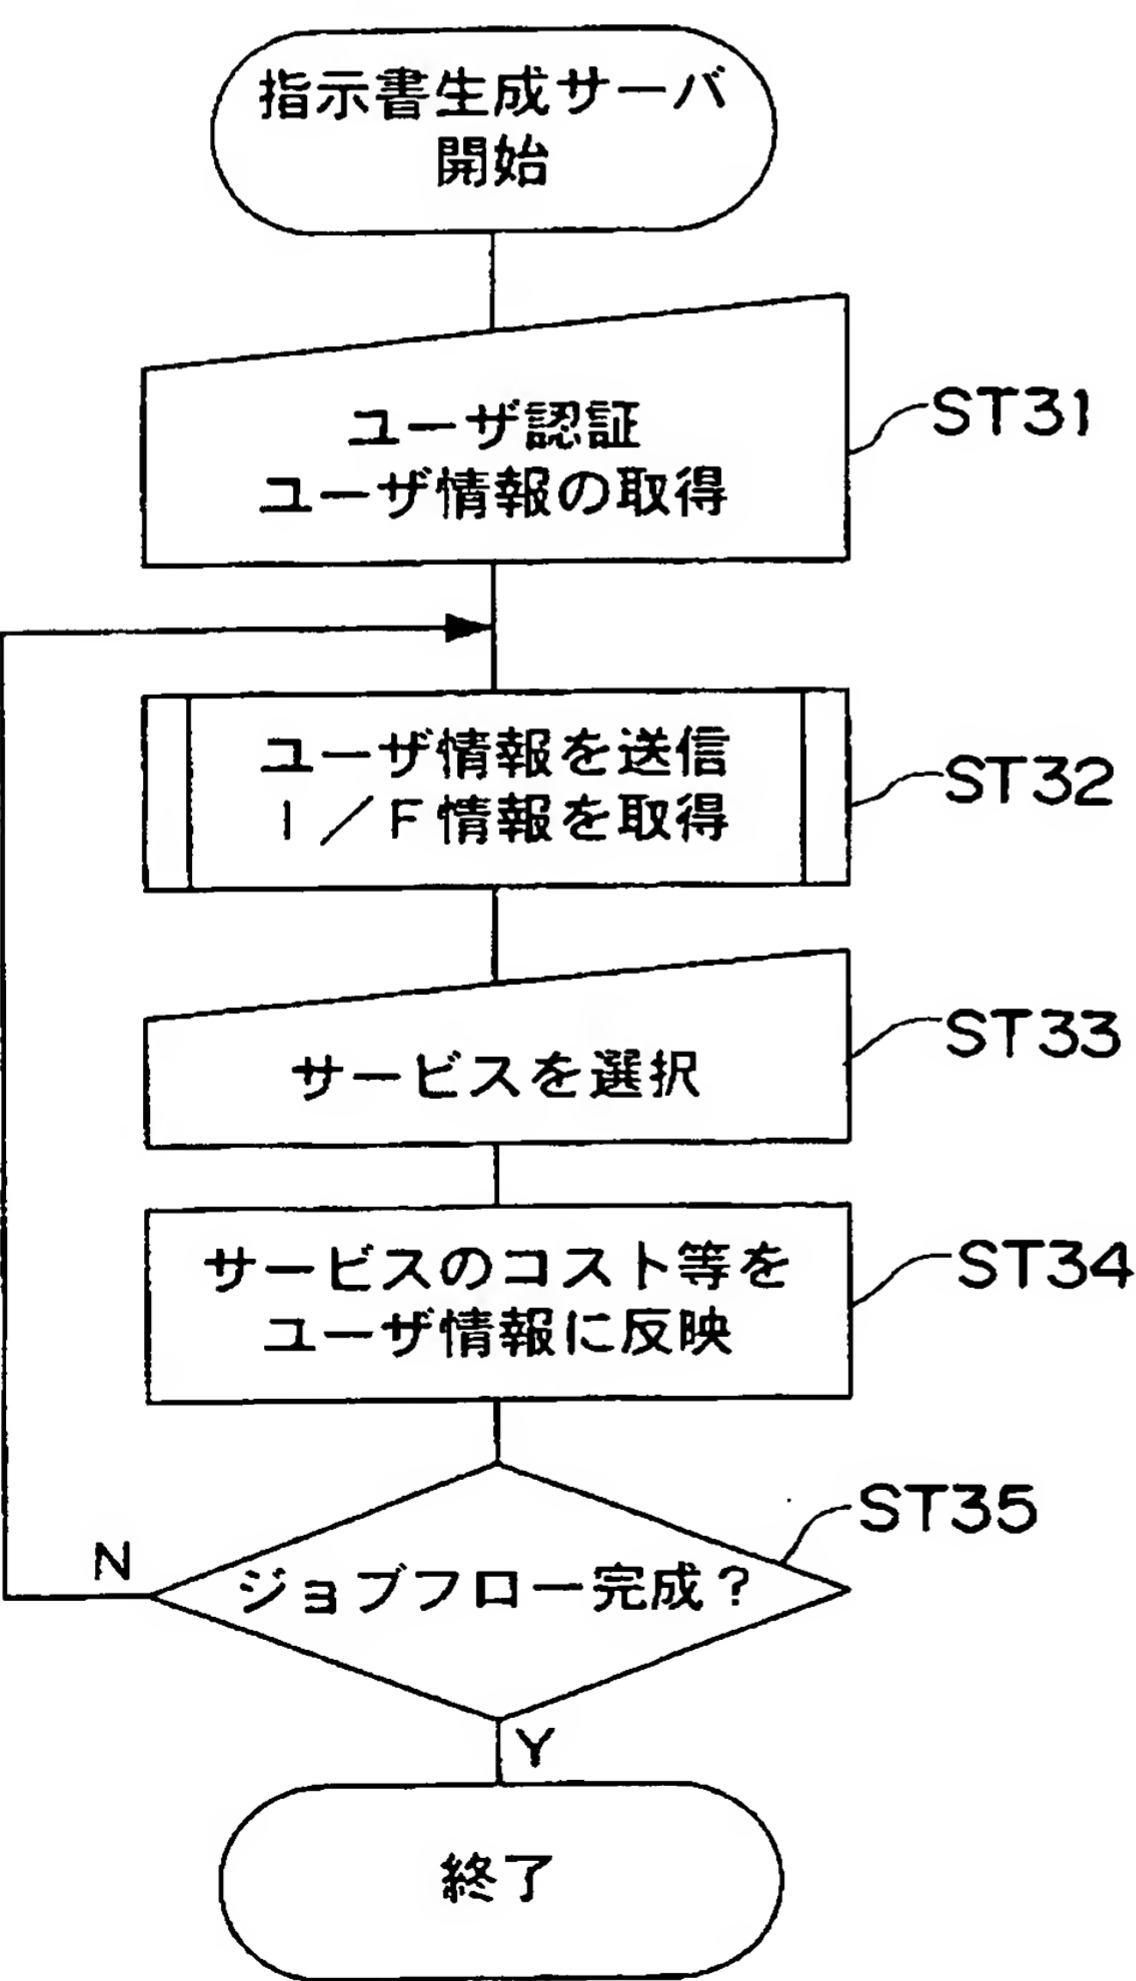 指示書生成サーバ
開始
ユーザ認証
ユーザ情報の取得
ST31
ユーザ情報を送信
I／F情報を取得
ST32
サービスを選択
ST33
サービスのコスト等を
ユーザ情報に反映
ST34
ジョブフロー完成？
ST35
N
Y
終了